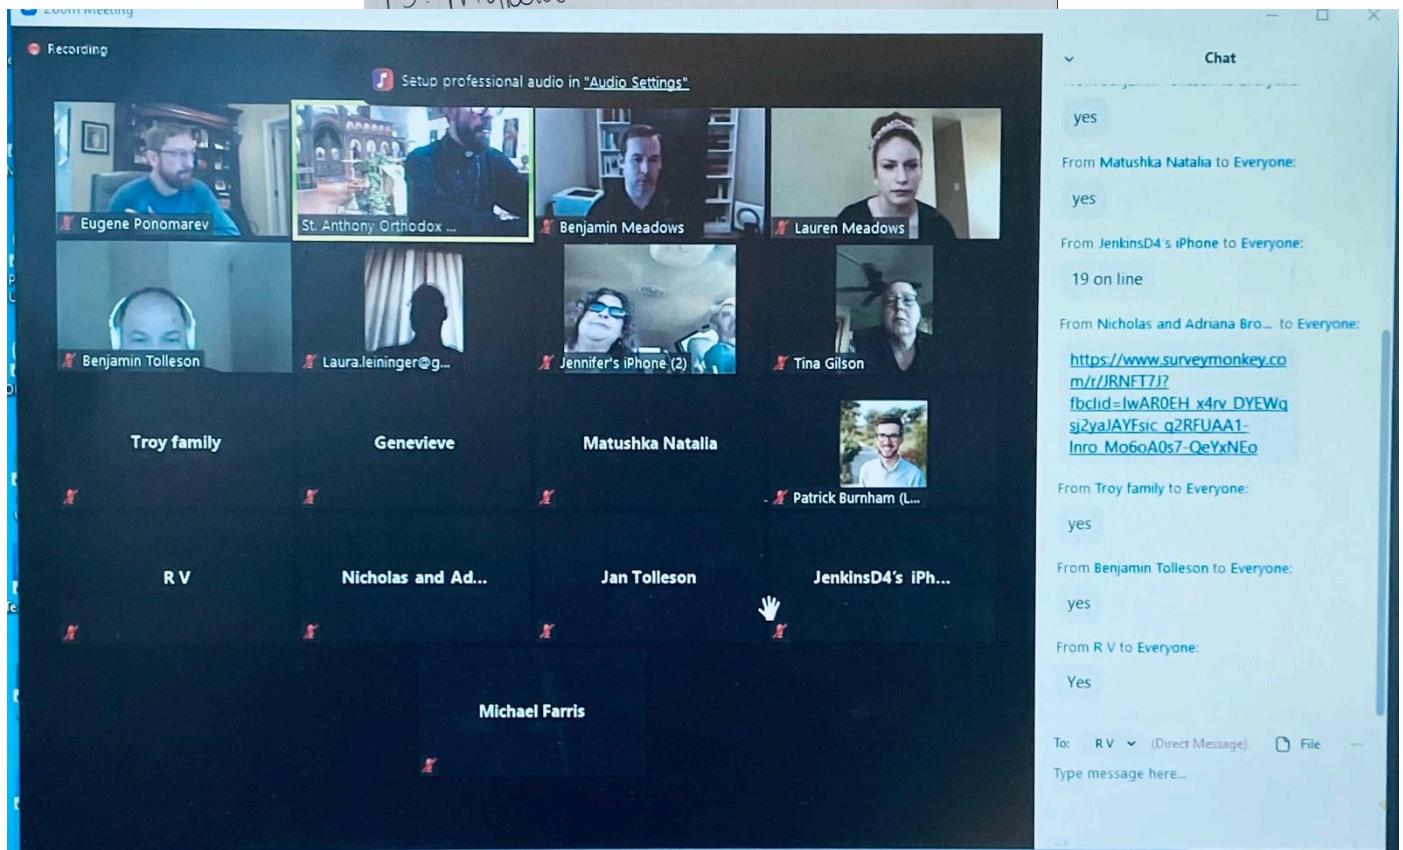 Zoom Meeting
Recording
Setup professional audio in "Audio Settings"
Eugene Ponomarev
St. Anthony Orthodox ...
Benjamin Meadows
Lauren Meadows
Benjamin Tolleson
Laura.leininger@g...
Jennifer's iPhone (2)
Tina Gilson
Troy family
Genevieve
Matushka Natalia
Patrick Burnham (L...
R V
Nicholas and Ad...
Jan Tolleson
JenkinsD4's iPh...
Michael Farris
Chat
yes
From Matushka Natalia to Everyone:
yes
From JenkinsD4's iPhone to Everyone:
19 on line
From Nicholas and Adriana Bro... to Everyone:
https://www.surveymonkey.co
m/r/JRNFT7J?
fbclid=IwAR0EH_x4rv_DYEWq
sj2yaJAYFsic_q2RFUAA1-
Inro_Mo6oA0s7-QeYxNEo
From Troy family to Everyone:
yes
From Benjamin Tolleson to Everyone:
yes
From R V to Everyone:
Yes
To: R V (Direct Message) File
Type message here...